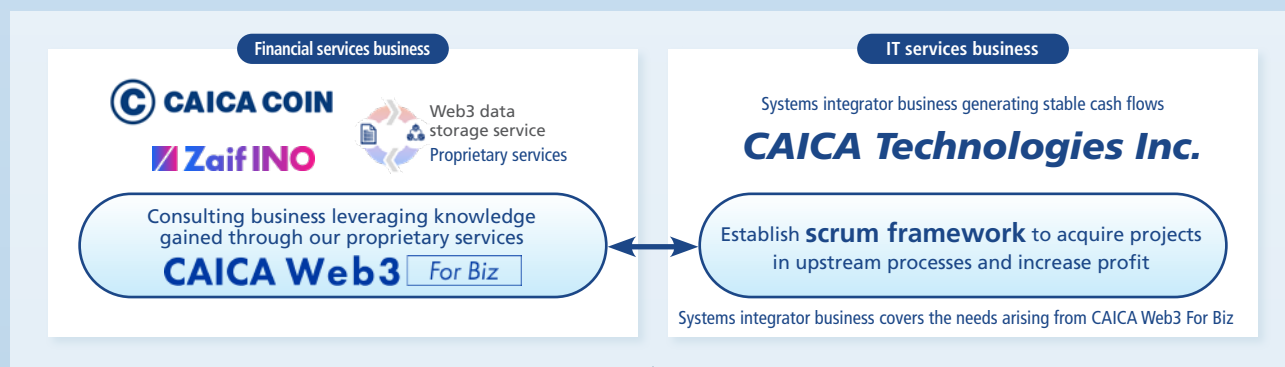 Financial services business
CAICA COIN
Zaif INO
Web3 data
storage service
Proprietary services
Consulting business leveraging knowledge
gained through our proprietary services
CAICA Web3 For Biz
IT services business
Systems integrator business generating stable cash flows
CAICA Technologies Inc.
Establish scrum framework to acquire projects
in upstream processes and increase profit
Systems integrator business covers the needs arising from CAICA Web3 For Biz